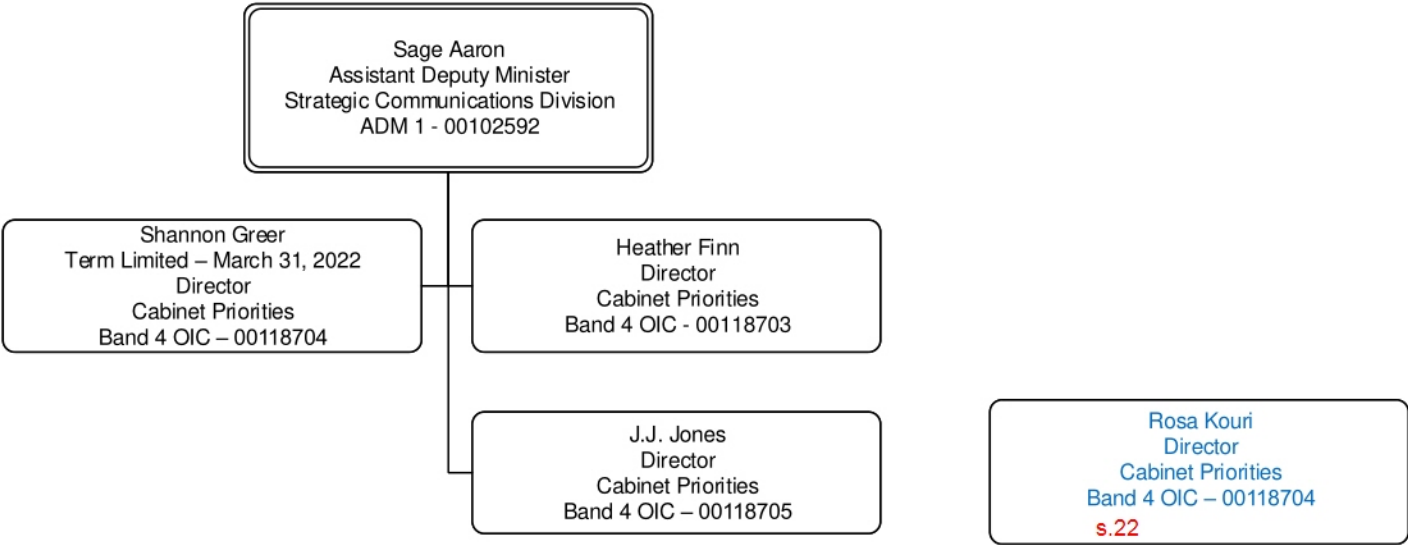 Sage Aaron
Assistant Deputy Minister
Strategic Communications Division
ADM 1 - 00102592
Shannon Greer
Term Limited – March 31, 2022
Director
Cabinet Priorities
Band 4 OIC – 00118704
Heather Finn
Director
Cabinet Priorities
Band 4 OIC - 00118703
J.J. Jones
Director
Cabinet Priorities
Band 4 OIC – 00118705
Rosa Kouri
Director
Cabinet Priorities
Band 4 OIC – 00118704
s.22